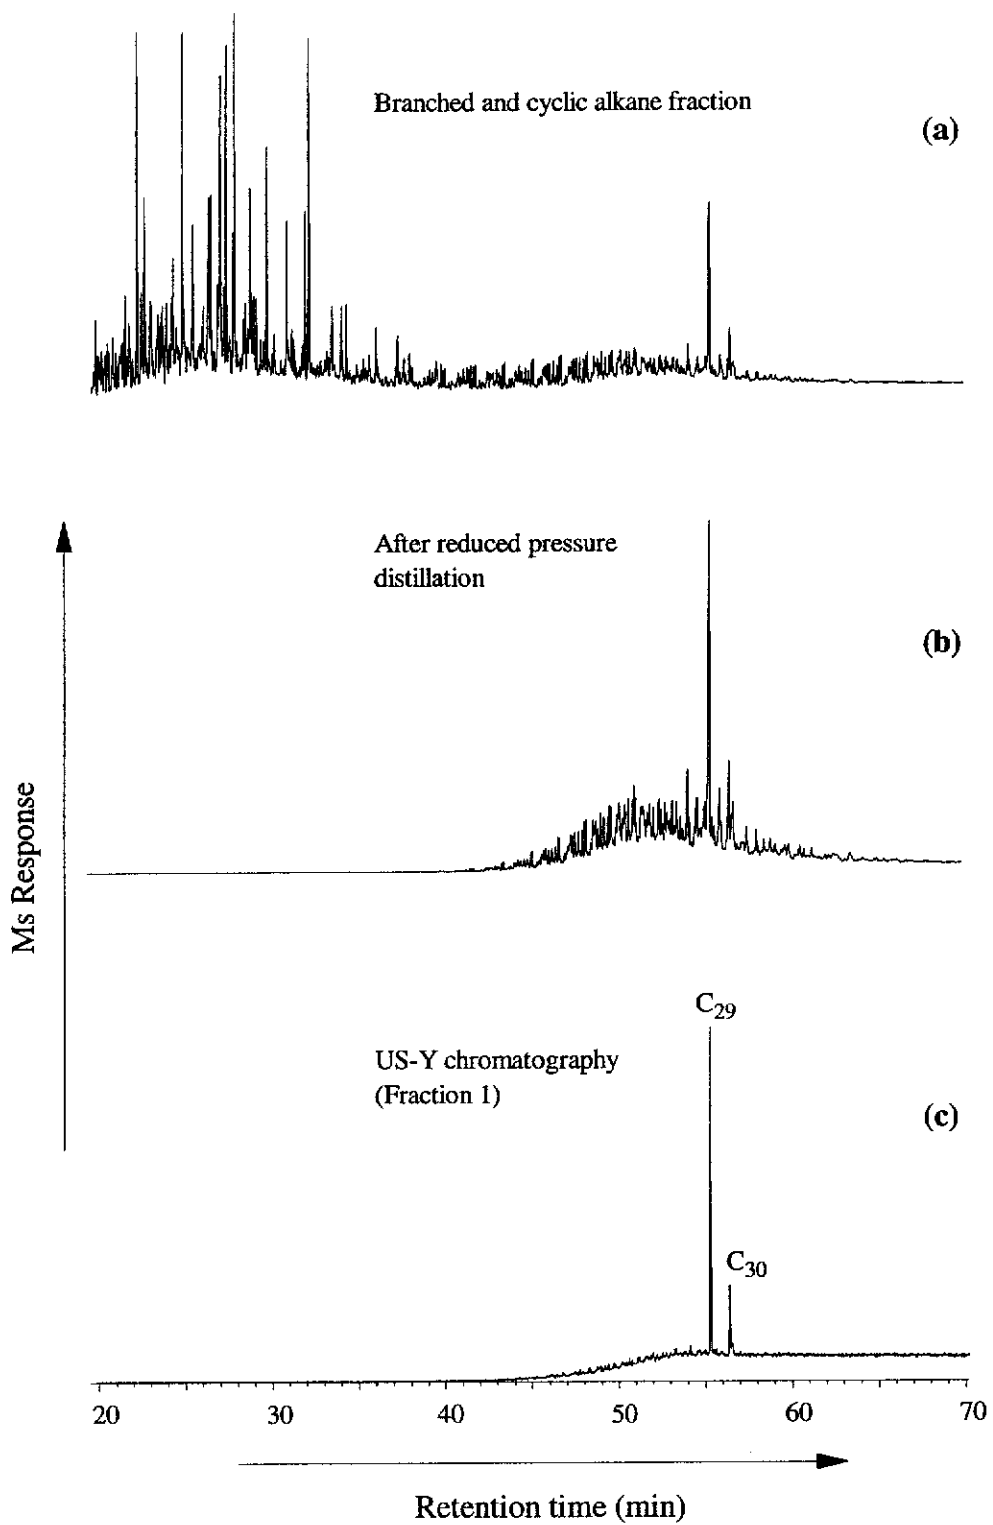 Branched and cyclic alkane fraction
(a)
After reduced pressure
distillation
(b)
Ms Response
C29
US-Y chromatography
(Fraction 1)
(c)
C30
20 30 40 50 60 70
Retention time (min)